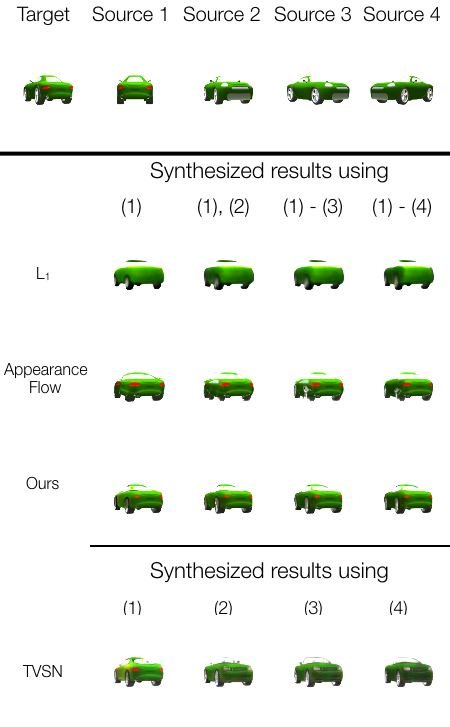 Target Source 1 Source 2 Source 3 Source 4
Synthesized results using
(1) (1), (2) (1) - (3) (1) - (4)
L₁
Appearance
Flow
Ours
Synthesized results using
(1) (2) (3) (4)
TVSN